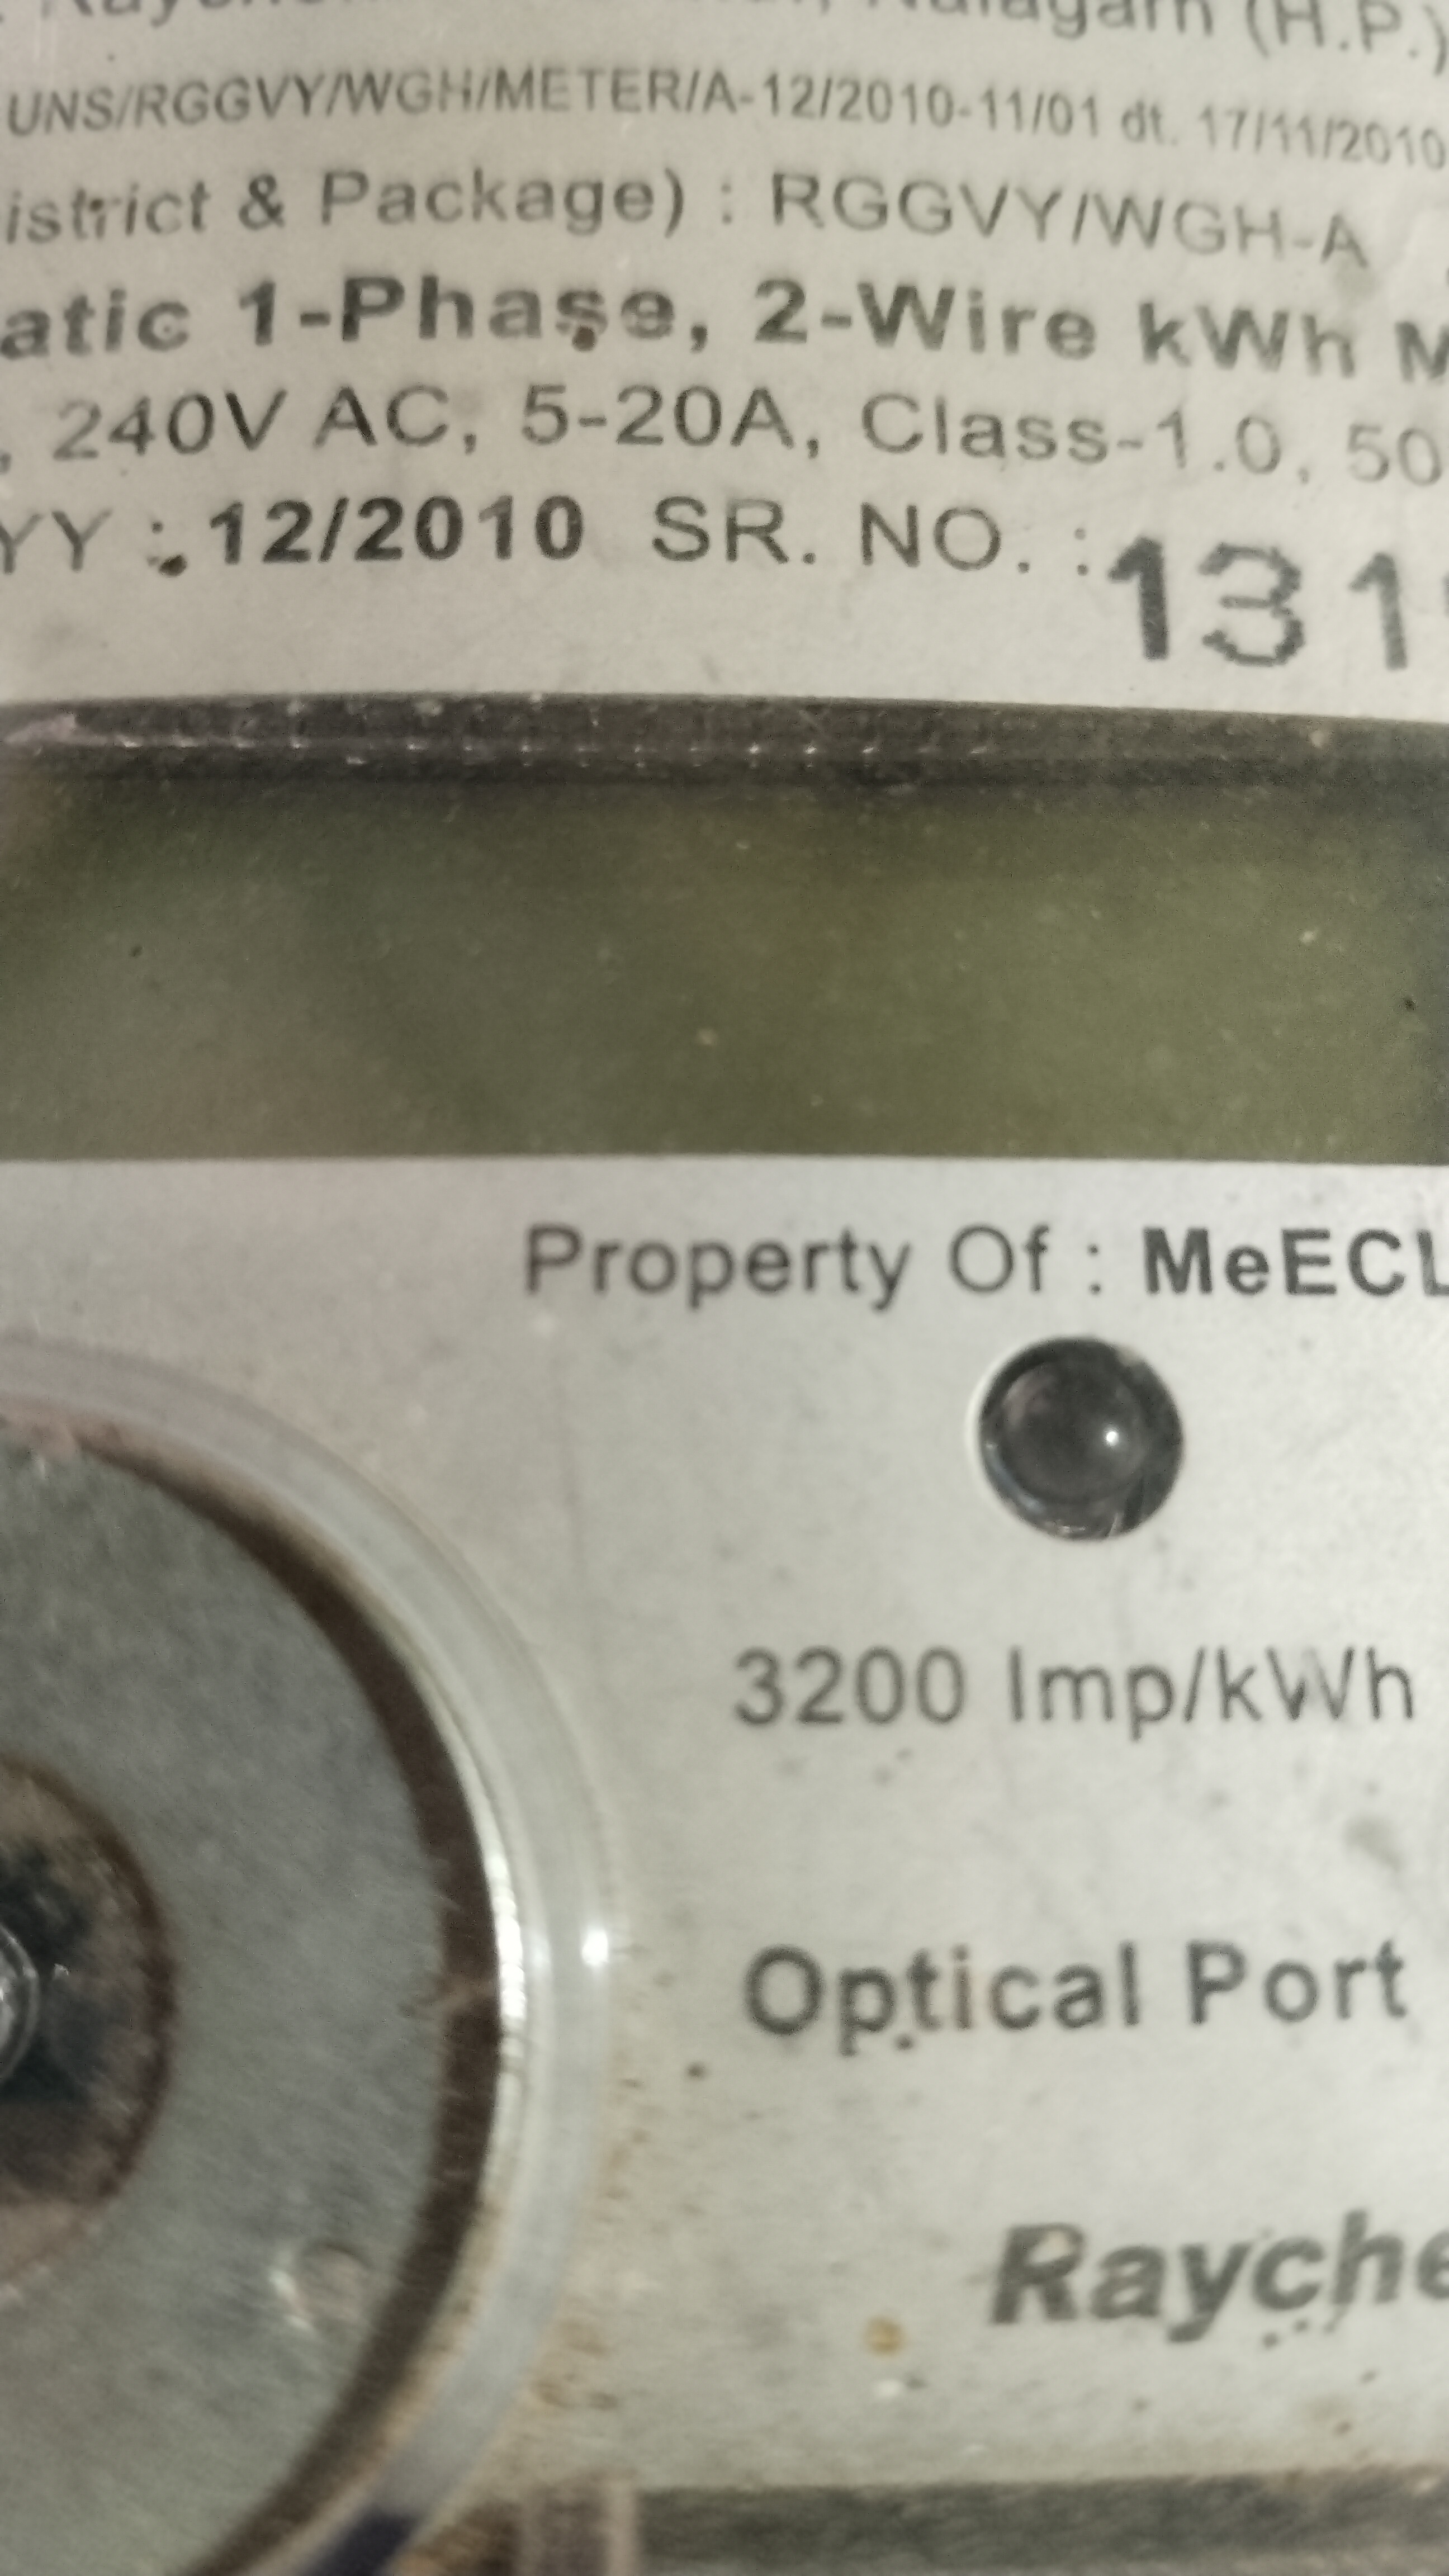 (H.P.)
UNS/RGGVY/WGH/METER/A-12/2010-11/01 dt. 17/11/2010
istrict & Package) : RGGVY/WGH-A
atic 1-Phase, 2-Wire kWh M
, 240V AC, 5-20A, Class-1.0, 50
YY : 12/2010 SR. NO. : 131
Property Of : MeECL
3200 Imp/kWh
Optical Port
Rayche